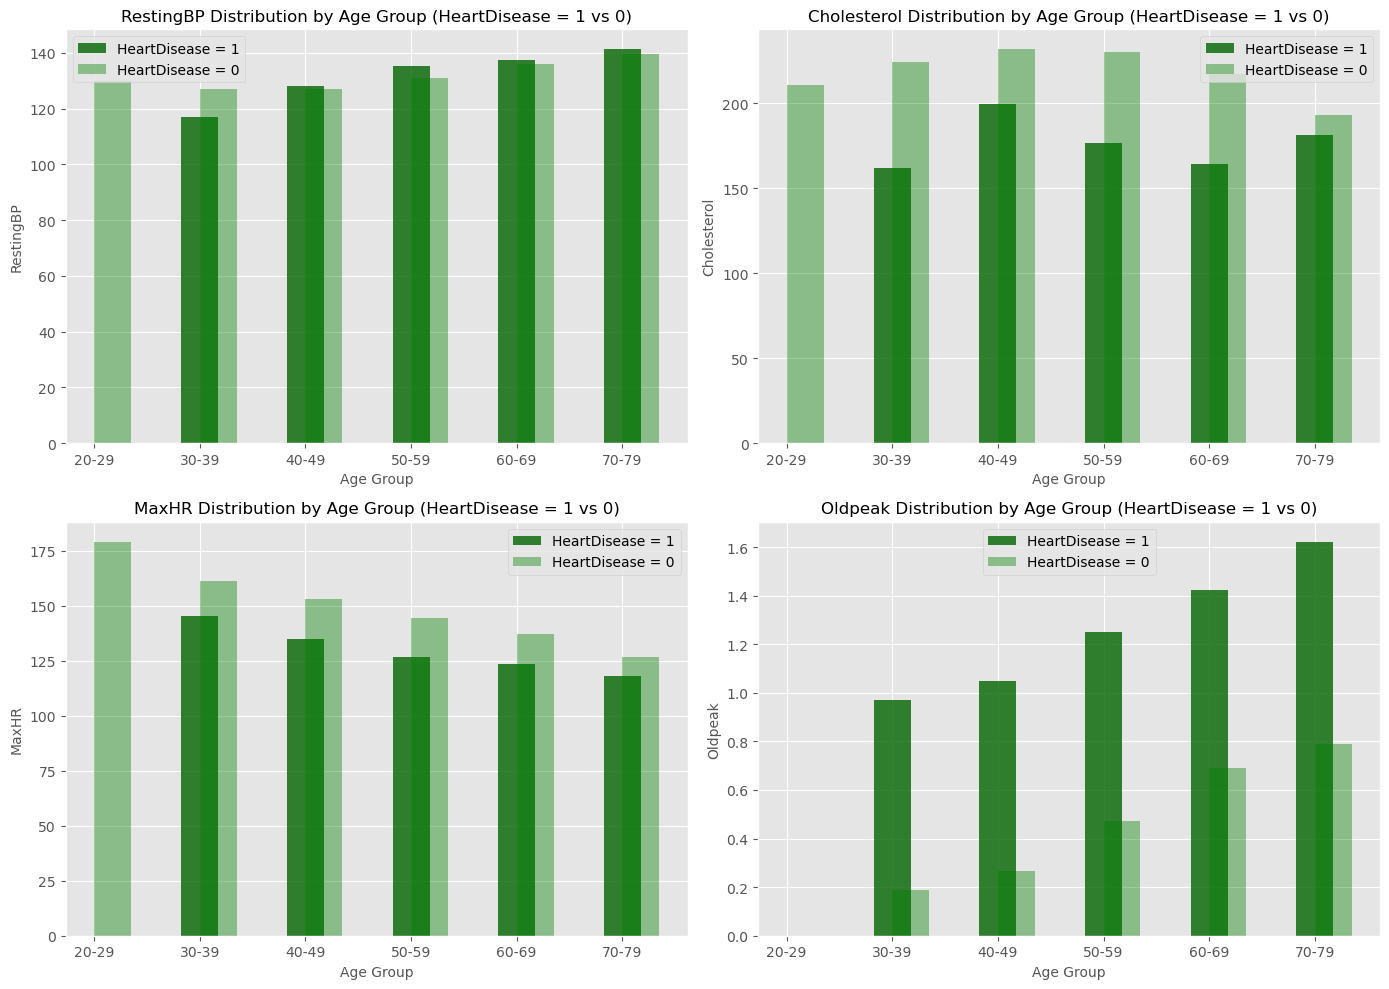 RestingBP Distribution by Age Group (HeartDisease = 1 vs 0)
HeartDisease = 1
HeartDisease = 0
140
120
100
80
60
40
20
0
RestingBP
20-29 30-39 40-49 50-59 60-69 70-79
Age Group
Cholesterol Distribution by Age Group (HeartDisease = 1 vs 0)
HeartDisease = 1
HeartDisease = 0
200
150
100
50
0
Cholesterol
20-29 30-39 40-49 50-59 60-69 70-79
Age Group
MaxHR Distribution by Age Group (HeartDisease = 1 vs 0)
HeartDisease = 1
HeartDisease = 0
175
150
125
100
75
50
25
0
MaxHR
20-29 30-39 40-49 50-59 60-69 70-79
Age Group
Oldpeak Distribution by Age Group (HeartDisease = 1 vs 0)
HeartDisease = 1
HeartDisease = 0
1.6
1.4
1.2
1.0
0.8
0.6
0.4
0.2
0.0
Oldpeak
20-29 30-39 40-49 50-59 60-69 70-79
Age Group